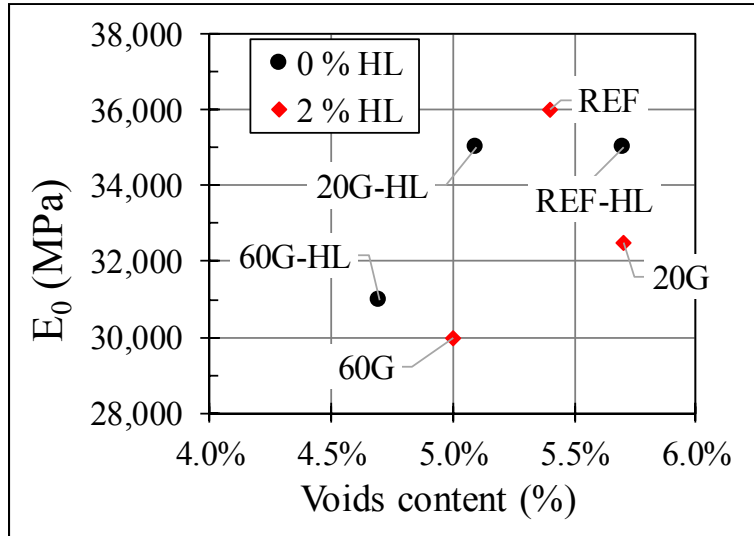 38,000
0 % HL
2 % HL
REF
36,000
20G-HL
REF-HL
34,000
60G-HL
20G
32,000
60G
30,000
28,000
4.0% 4.5% 5.0% 5.5% 6.0%
Voids content (%)
E0 (MPa)